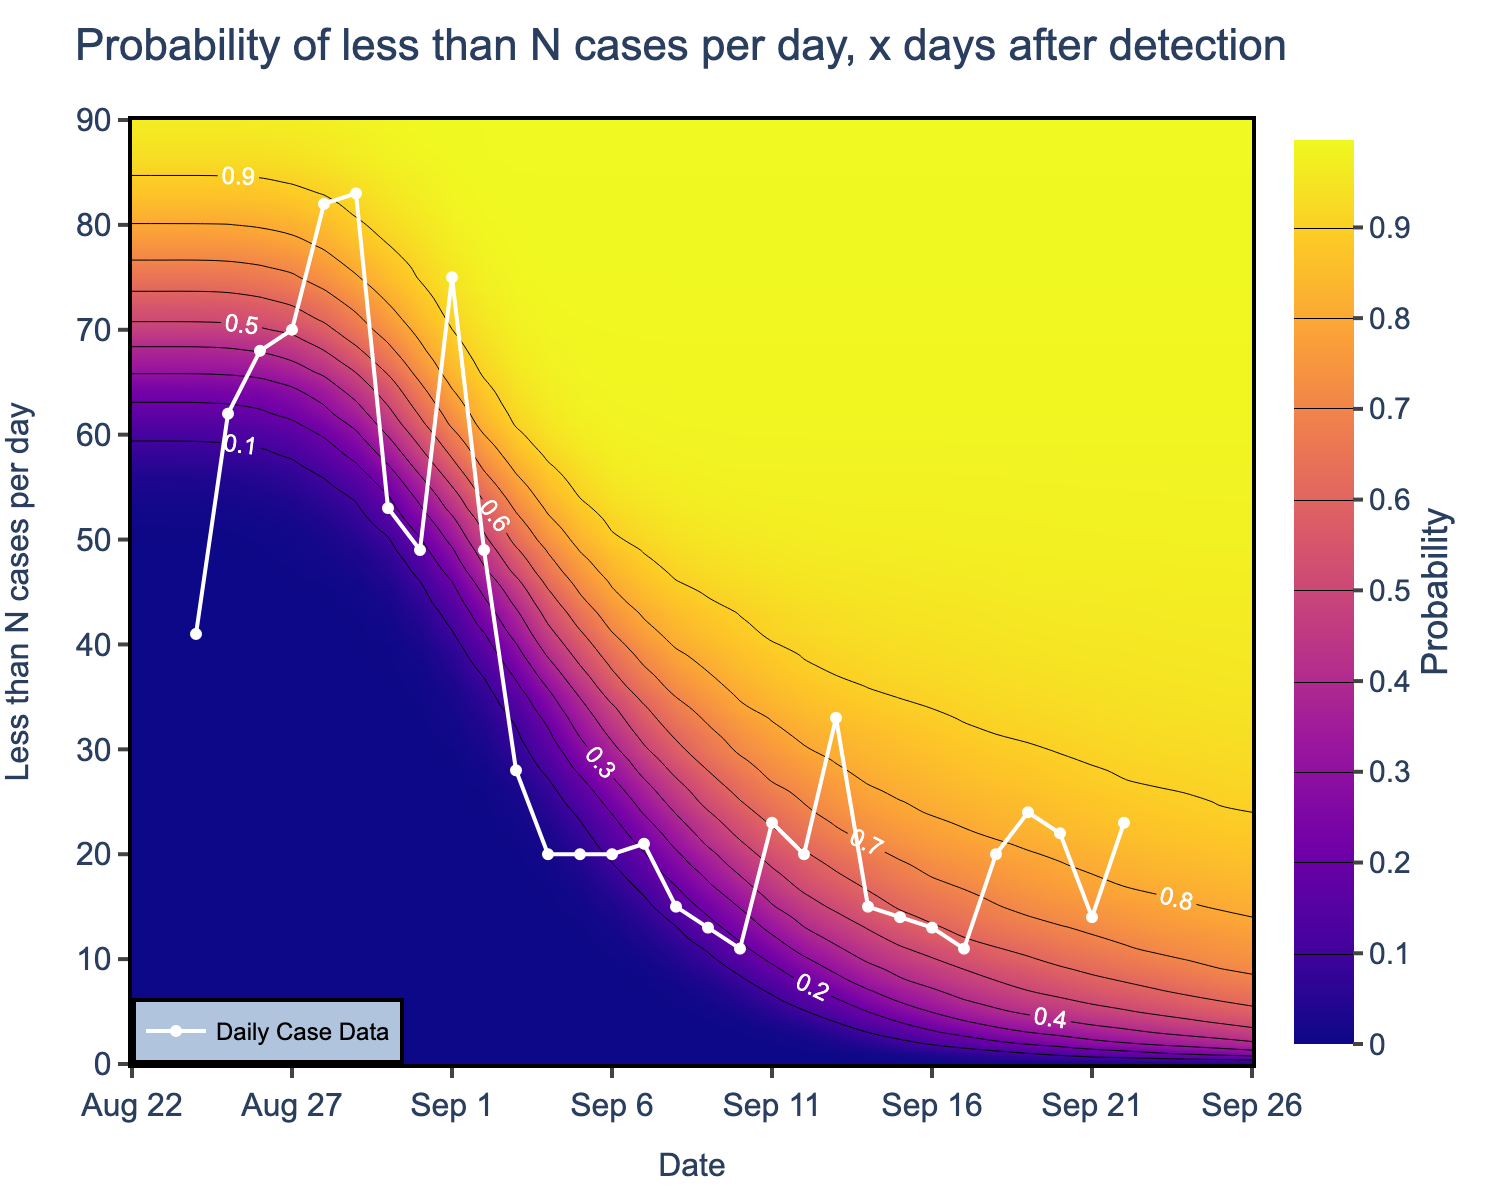 Probability of less than N cases per day, x days after detection
90
80
70
60
50
40
30
20
10
0
Less than N cases per day
0.9
0.5
0.1
0.6
0.3
0.7
0.8
0.2
0.4
Daily Case Data
Aug 22
Aug 27
Sep 1
Sep 6
Sep 11
Sep 16
Sep 21
Sep 26
Date
0.9
0.8
0.7
0.6
0.5
0.4
0.3
0.2
0.1
0
Probability